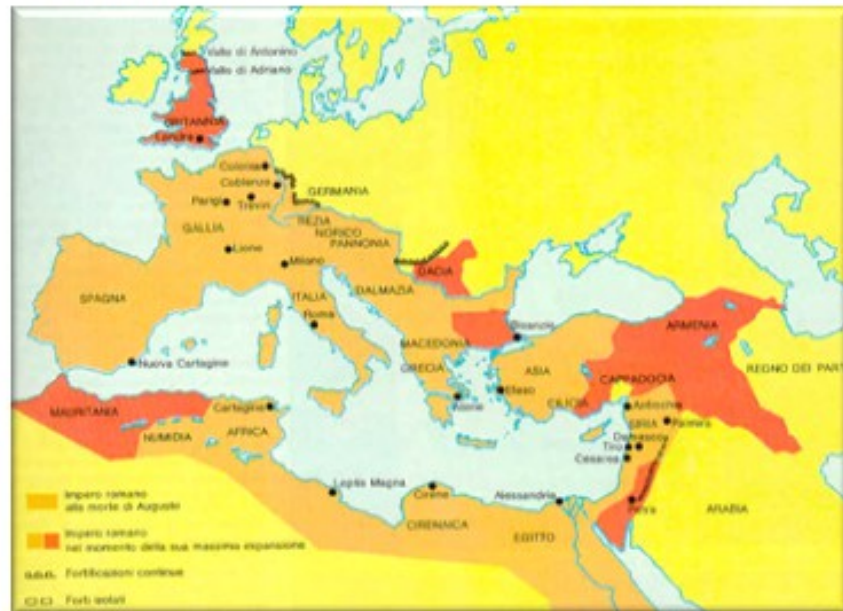 Vallo di Antonino
Vallo di Adriano
BRITANNIA
Londra
Colonia
Coblenza
GERMANIA
Parigi
Treviri
REZIA
NORICO
GALLIA
PANNONIA
Lione
Milano
DACIA
SPAGNA
DALMAZIA
ITALIA
Roma
Bisanzio
ARMENIA
MACEDONIA
Nuova Cartagine
GRECIA
ASIA
REGNO DEI PART
CAPPADOCIA
Efeso
Atene
CILICIA
Antiochia
MAURITANIA
Cartagine
SIRIA
Palmira
NUMIDIA
AFRICA
Damasco
Tiro
Cesarea
Leptis Magna
Cirene
Alessandria
Petra
ARABIA
CIRENAICA
EGITTO
Impero romano
alla morte di Augusto
Impero romano
nel momento della sua massima espansione
Fortificazioni continue
Forti isolati